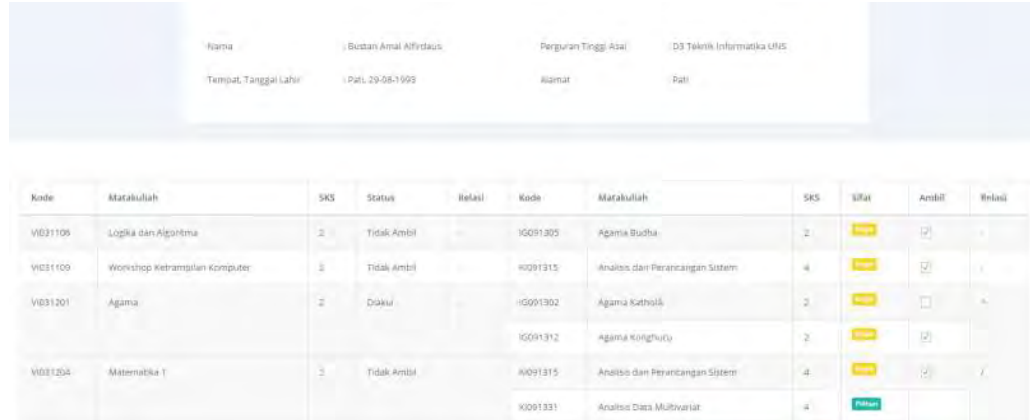 Nama : Bustan Amal Alfirdaus Perguran Tinggi Asal : D3 Teknik Informatika UNS
Tempat, Tanggal Lahir : Pati, 29-08-1993 Alamat : Pati
Kode Matakuliah SKS Status Relasi Kode Matakuliah SKS Sifat Ambil Relasi
VI031106 Logika dan Algoritma 2 Tidak Ambil - IG091305 Agama Budha 2
VI031109 Workshop Ketrampilan Komputer Tidak Ambil KI091315 Analisis dan Perancangan Sistem 4
VI031201 Agama 2 Diakui IG091302 Agama Katholik 2
IG091312 Agama Konghucu 2
VI031204 Matematika 1 Tidak Ambil KI091315 Analisis dan Perancangan Sistem 4
KI091331 Analisis Data Multivariat 4 Pilihan